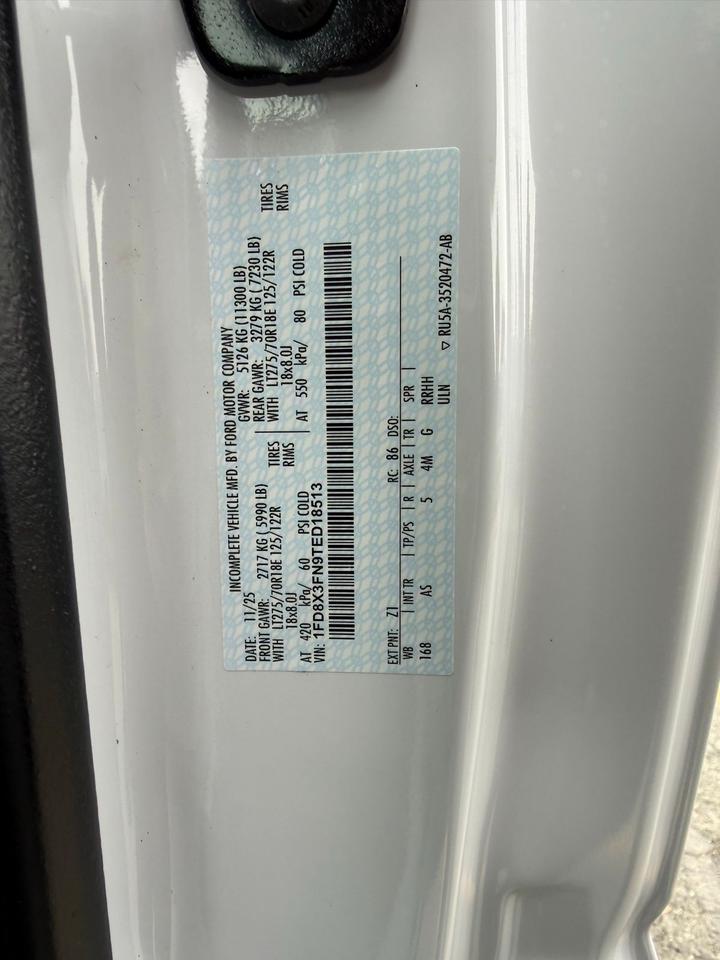 INCOMPLETE VEHICLE MFD. BY FORD MOTOR COMPANY
DATE: 11/25 GVWR: 5126 KG (11300 LB)
FRONT GAWR: 2717 KG (5990 LB) REAR GAWR: 3279 KG (7230 LB)
WITH LT275/70R18E 125/122R TIRES WITH LT275/70R18E 125/122R TIRES
18x8.0J RIMS 18x8.0J RIMS
AT 420 kPa/ 60 PSI COLD AT 550 kPa/ 80 PSI COLD
VIN: 1FD8X3FN9TED18513
EXT PNT: Z1 RC: 86 DSO:
WB INT TR TP/PS R AXLE TR SPR
168 AS 5 4M G RRHH
ULN ▽ RU5A-3520472-AB